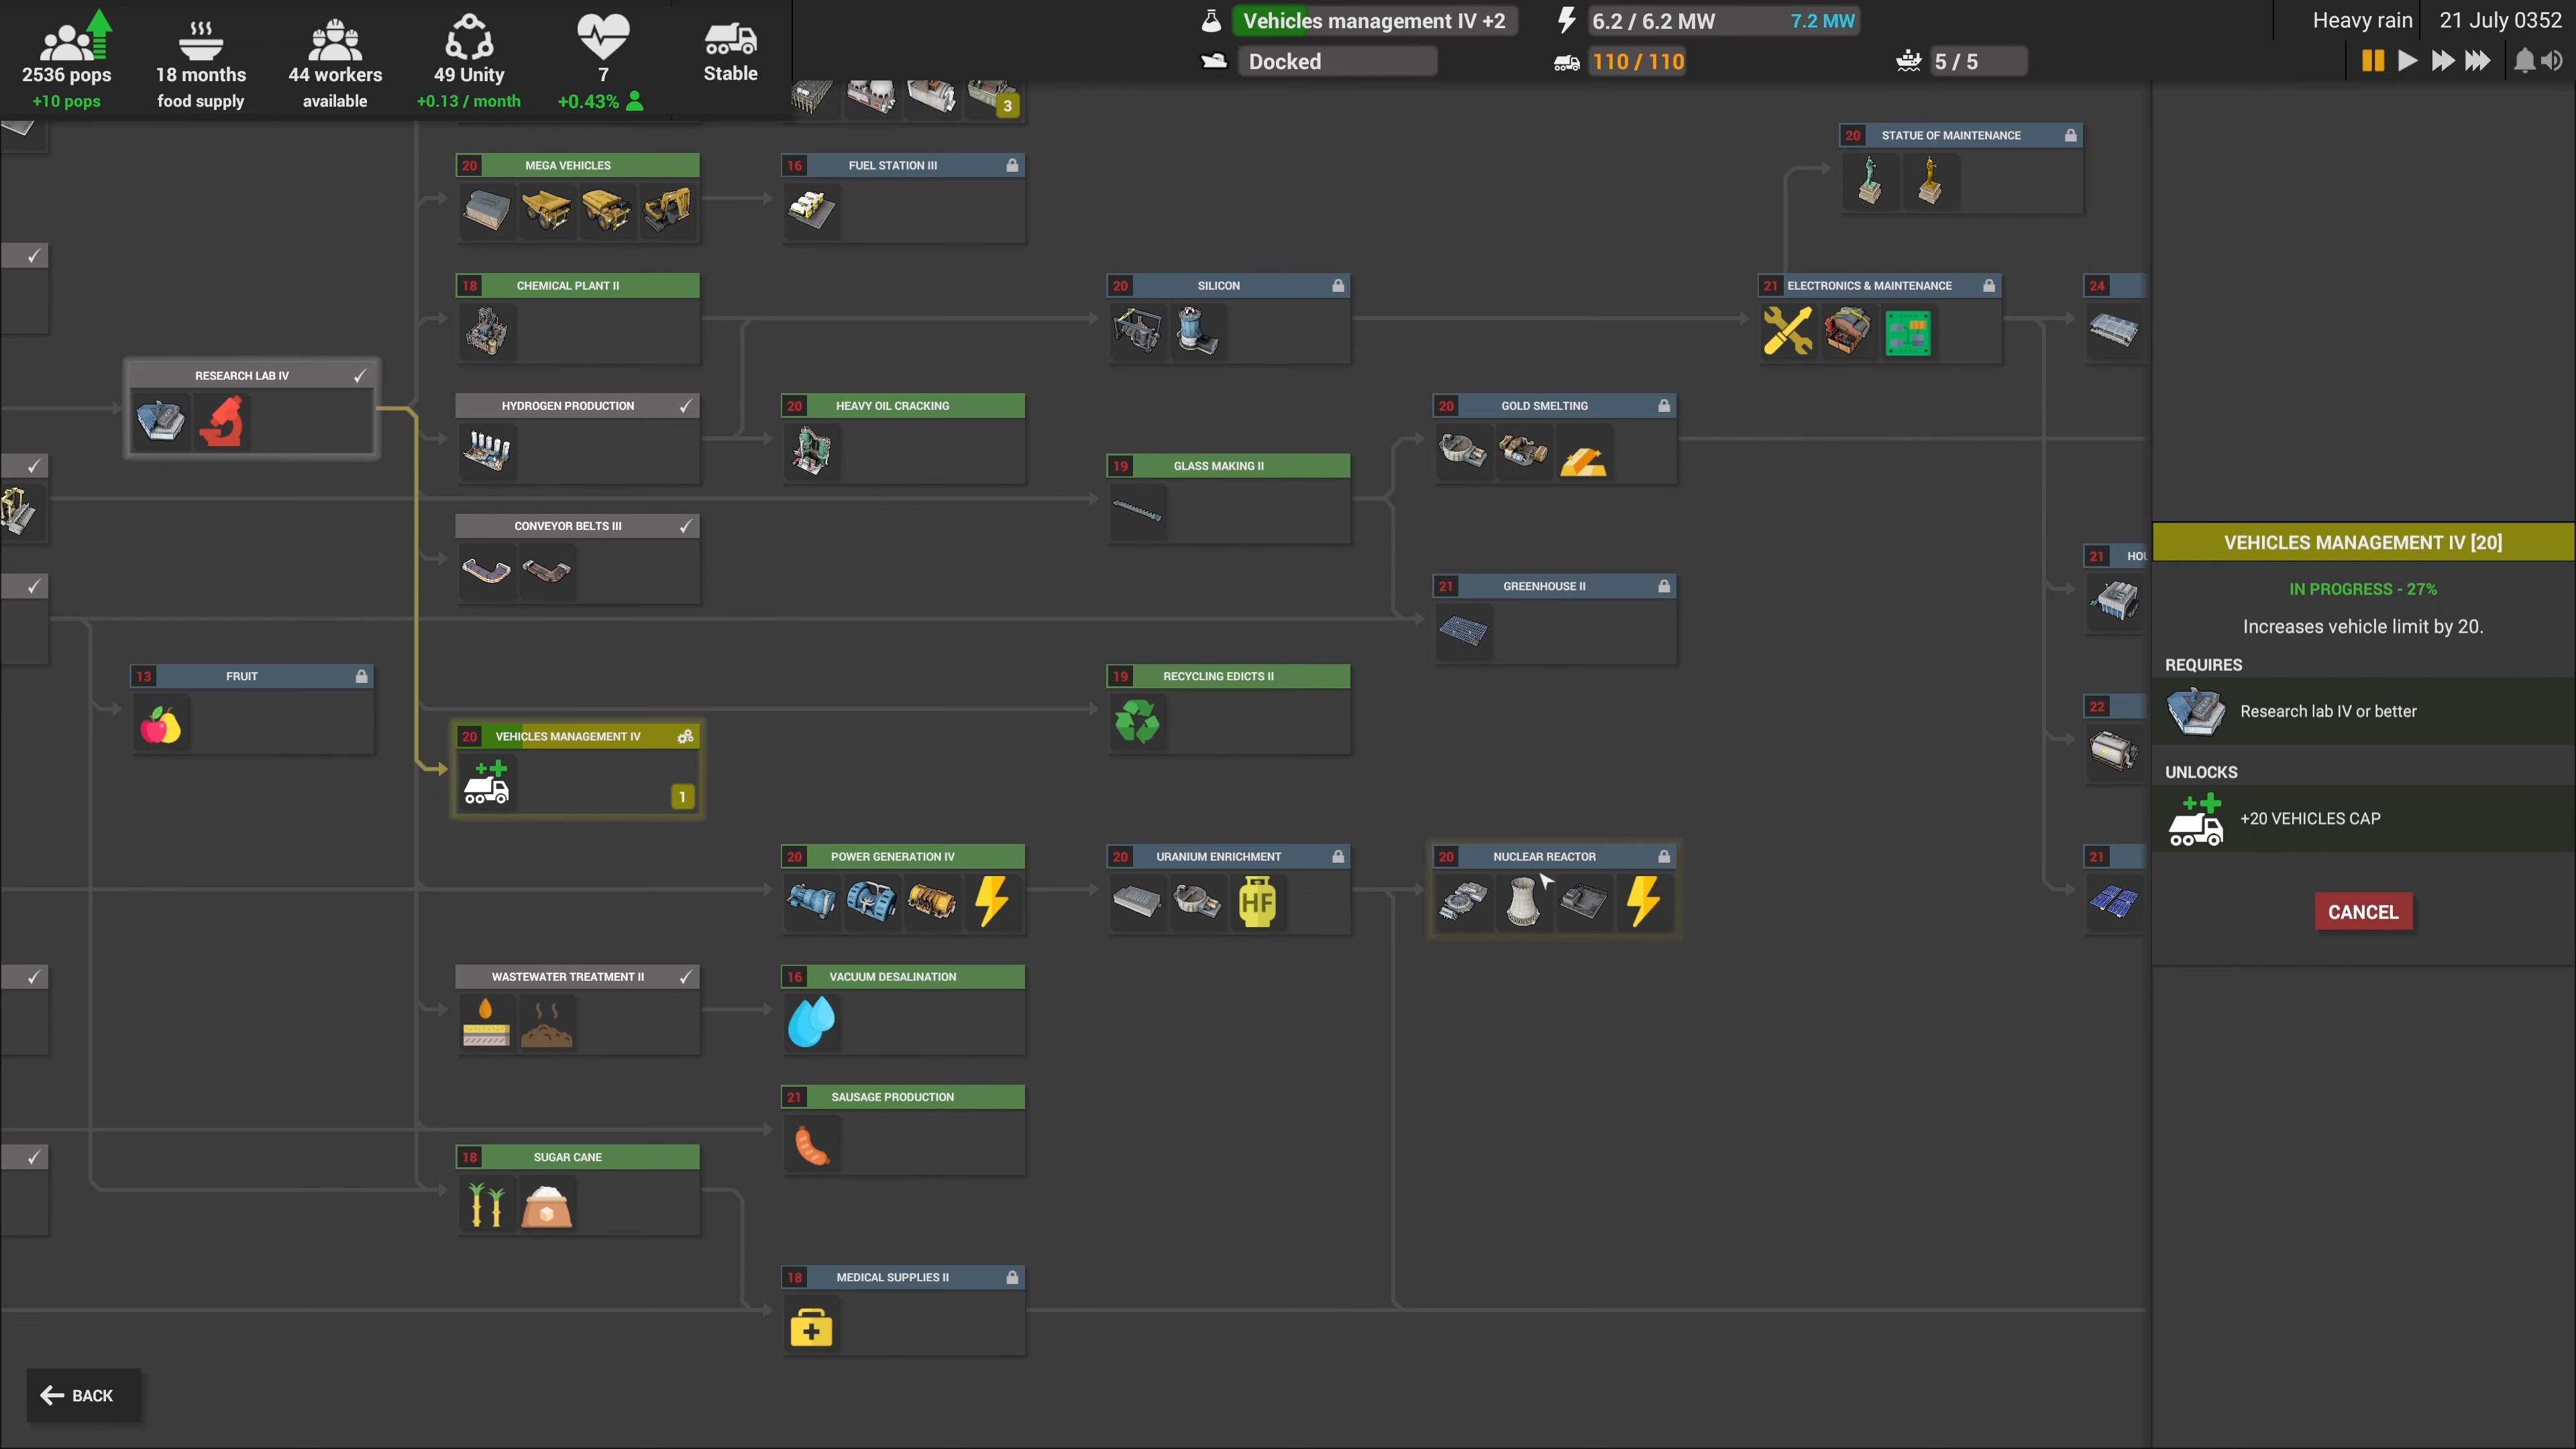 2536 pops
+10 pops
18 months
food supply
44 workers
available
49 Unity
+0.13 / month
7
+0.43%
Stable
Vehicles management IV +2
Docked
6.2 / 6.2 MW
7.2 MW
110 / 110
5 / 5
Heavy rain
21 July 0352
3
20 STATUE OF MAINTENANCE
20 MEGA VEHICLES
16 FUEL STATION III
18 CHEMICAL PLANT II
20 SILICON
21 ELECTRONICS & MAINTENANCE
24
RESEARCH LAB IV
HYDROGEN PRODUCTION
20 HEAVY OIL CRACKING
20 GOLD SMELTING
19 GLASS MAKING II
CONVEYOR BELTS III
21 HOU
21 GREENHOUSE II
13 FRUIT
19 RECYCLING EDICTS II
22
20 VEHICLES MANAGEMENT IV
1
20 POWER GENERATION IV
20 URANIUM ENRICHMENT
HF
20 NUCLEAR REACTOR
21
WASTEWATER TREATMENT II
16 VACUUM DESALINATION
21 SAUSAGE PRODUCTION
18 SUGAR CANE
18 MEDICAL SUPPLIES II
BACK
VEHICLES MANAGEMENT IV [20]
IN PROGRESS - 27%
Increases vehicle limit by 20.
REQUIRES
Research lab IV or better
UNLOCKS
+20 VEHICLES CAP
CANCEL